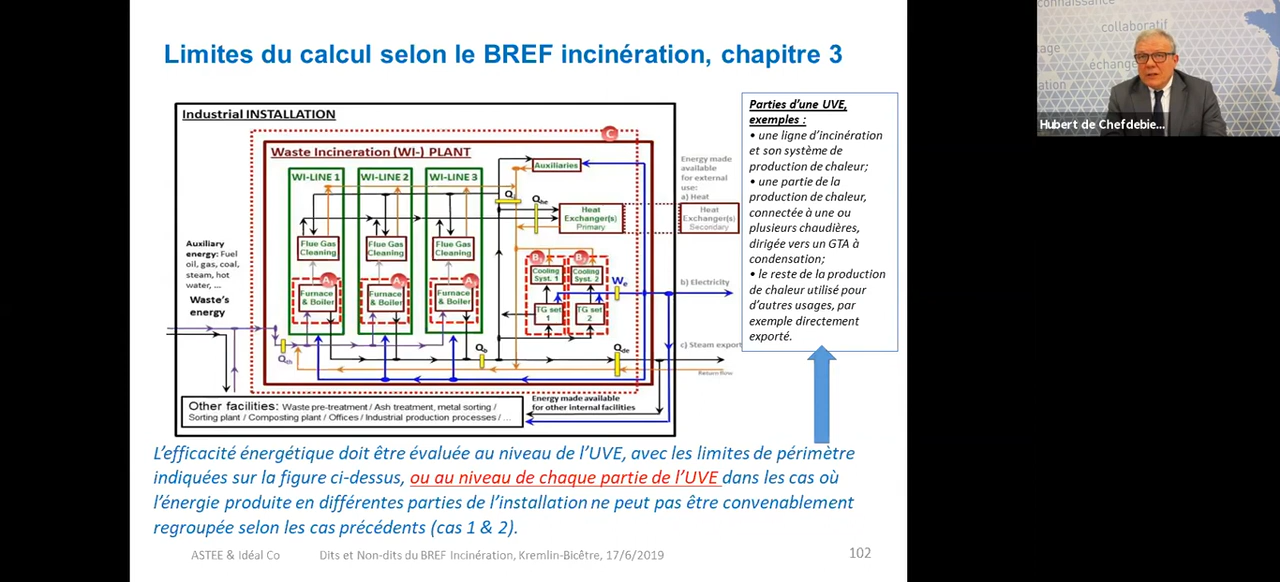 Limites du calcul selon le BREF incinération, chapitre 3
Industrial INSTALLATION
C
Waste Incineration (WI-) PLANT
WI-LINE 1
WI-LINE 2
WI-LINE 3
Auxiliaries
Energy made
available
for external
use:
a) Heat
Qbe
Heat
Exchanger(s)
Primary
Heat
Exchanger(s)
Secondary
Flue Gas
Cleaning
Flue Gas
Cleaning
Flue Gas
Cleaning
Auxiliary
energy: Fuel
oil, gas, coal,
steam, hot
water, ...
Cooling
Syst. 1
Cooling
Syst. 2
Furnace
& Boiler
Furnace
& Boiler
Furnace
& Boiler
We
b) Electricity
TG set
1
TG set
2
Waste's
energy
Qch
Qb
Qde
c) Steam export
Return flow
Other facilities: Waste pre-treatment / Ash treatment, metal sorting /
Sorting plant / Composting plant / Offices / Industrial production processes / ...
Energy made available
for other internal facilities
Parties d'une UVE,
exemples :
• une ligne d'incinération
et son système de
production de chaleur;
• une partie de la
production de chaleur,
connectée à une ou
plusieurs chaudières,
dirigée vers un GTA à
condensation;
• le reste de la production
de chaleur utilisé pour
d'autres usages, par
exemple directement
exporté.
L'efficacité énergétique doit être évaluée au niveau de l'UVE, avec les limites de périmètre
indiquées sur la figure ci-dessus, ou au niveau de chaque partie de l'UVE dans les cas où
l'énergie produite en différentes parties de l'installation ne peut pas être convenablement
regroupée selon les cas précédents (cas 1 & 2).
ASTEE & Idéal Co
Dits et Non-dits du BREF Incinération, Kremlin-Bicêtre, 17/6/2019
102
connaissance
collaboratif
Hubert de Chefdebie...